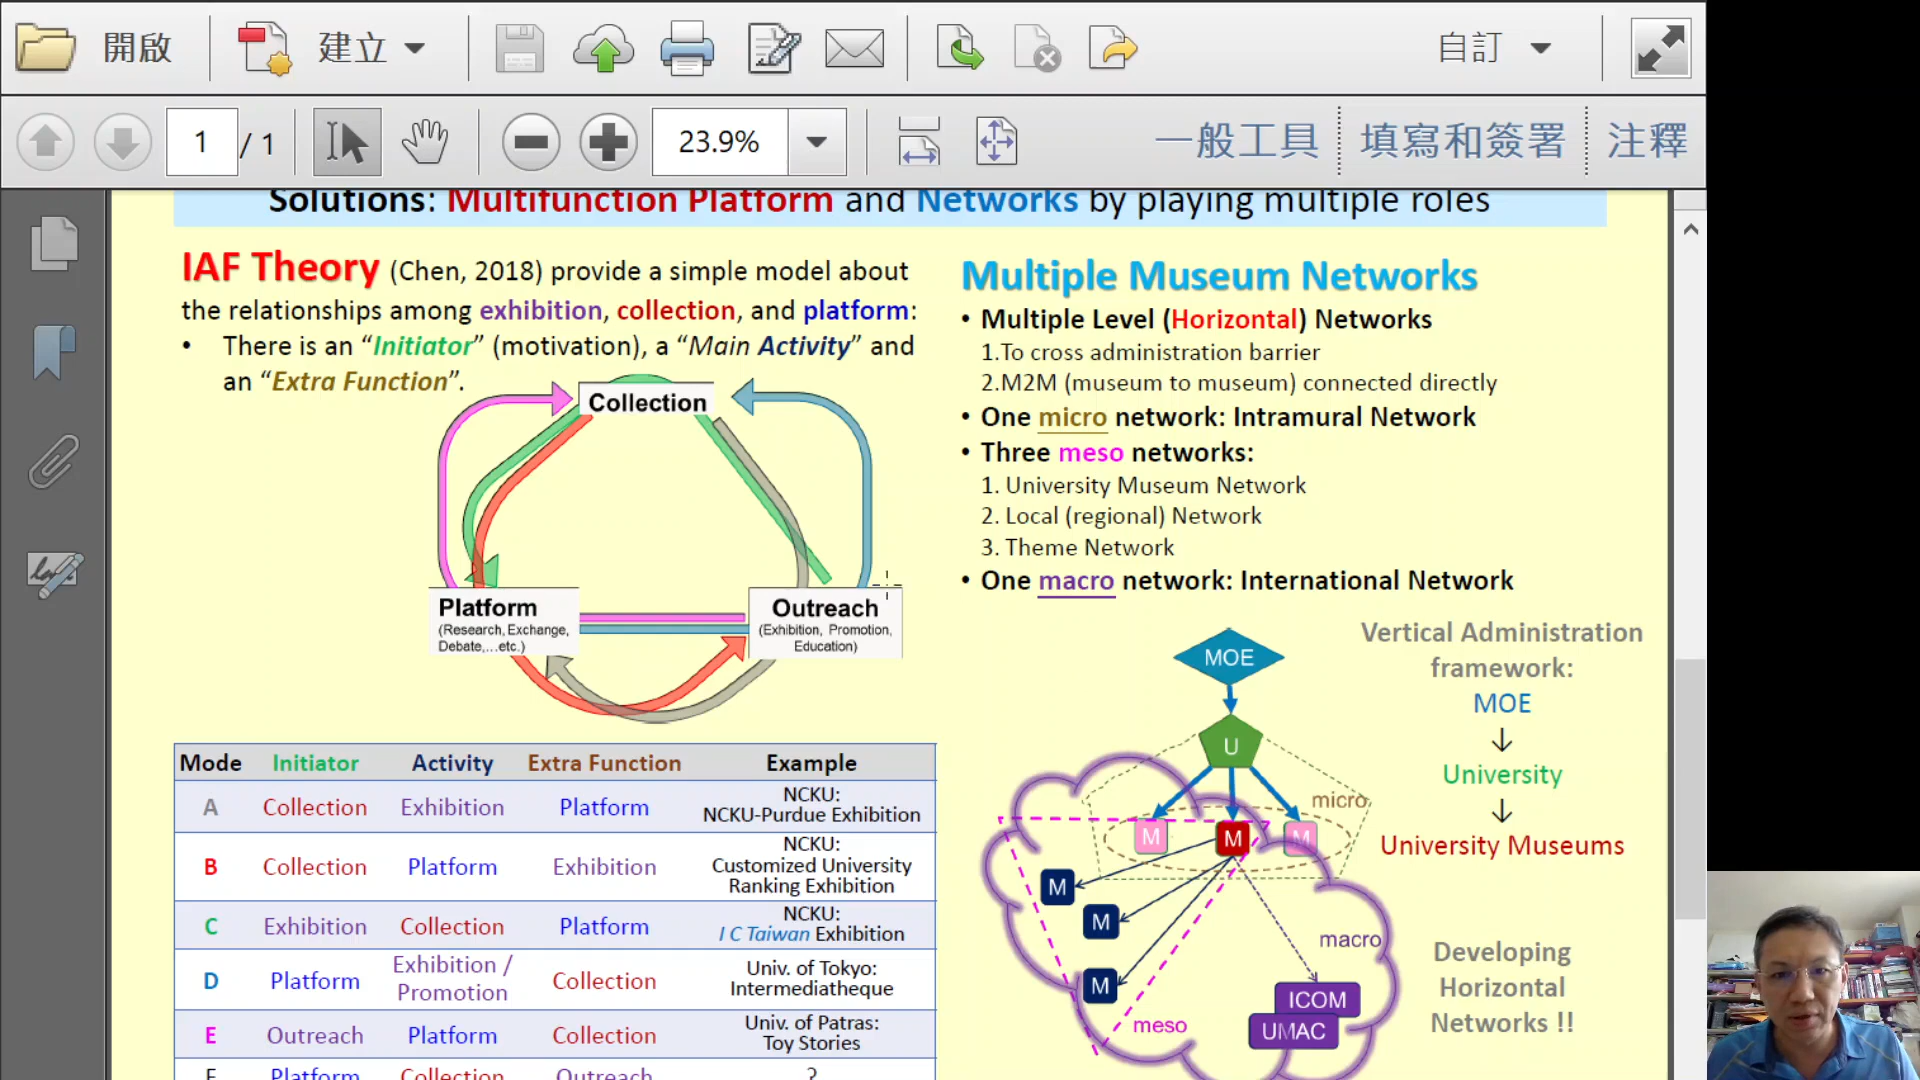 開啟
建立
自訂
1 / 1
23.9%
一般工具
填寫和簽署
注釋
Solutions: Multifunction Platform and Networks by playing multiple roles
IAF Theory (Chen, 2018) provide a simple model about
the relationships among exhibition, collection, and platform:
• There is an “Initiator” (motivation), a “Main Activity” and
an “Extra Function”.
Collection
Platform
(Research, Exchange,
Debate,...etc.)
Outreach
(Exhibition, Promotion,
Education)
Mode Initiator Activity Extra Function Example
A Collection Exhibition Platform NCKU:
NCKU-Purdue Exhibition
B Collection Platform Exhibition NCKU:
Customized University
Ranking Exhibition
C Exhibition Collection Platform NCKU:
I C Taiwan Exhibition
D Platform Exhibition /
Promotion Collection Univ. of Tokyo:
Intermediatheque
E Outreach Platform Collection Univ. of Patras:
Toy Stories
F Platform Collection Outreach ?
Multiple Museum Networks
• Multiple Level (Horizontal) Networks
1.To cross administration barrier
2.M2M (museum to museum) connected directly
• One micro network: Intramural Network
• Three meso networks:
1. University Museum Network
2. Local (regional) Network
3. Theme Network
• One macro network: International Network
MOE
U
micro
M M M
M
M
M
macro
meso
ICOM
UMAC
Vertical Administration
framework:
MOE
↓
University
↓
University Museums
Developing
Horizontal
Networks !!